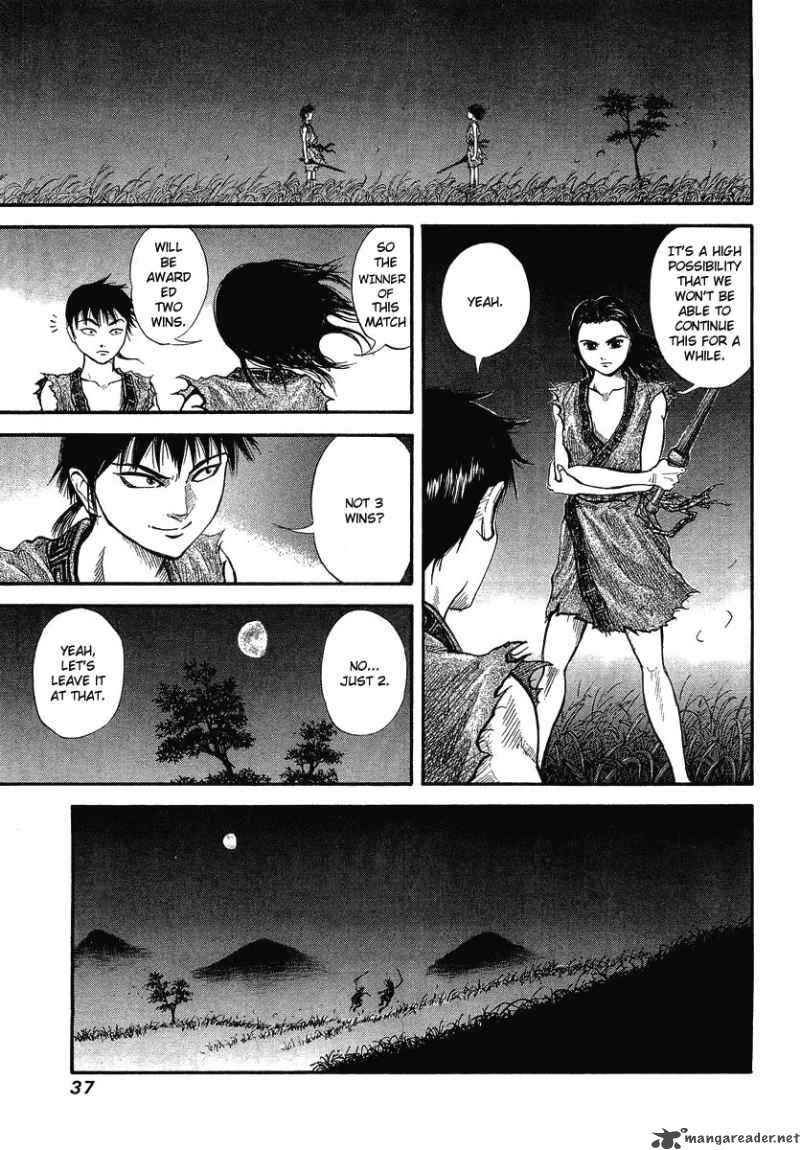 IT'S A HIGH
POSSIBILITY
THAT WE
WON'T BE
ABLE TO
CONTINUE
THIS FOR A
WHILE.
YEAH.
SO
THE
WINNER
OF
THIS
MATCH
WILL
BE
AWARD
ED
TWO
WINS.
NOT 3
WINS?
NO...
JUST 2.
YEAH,
LET'S
LEAVE IT
AT THAT.
37
mangareader.net